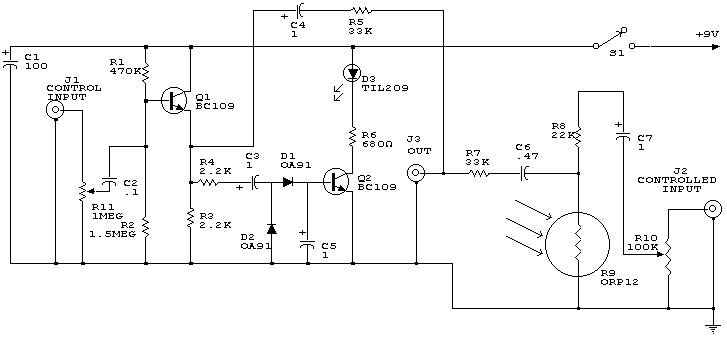 C4
1
R5
33K
+9V
S1
C1
100
R1
470K
J1
CONTROL
INPUT
Q1
BC109
D3
TIL209
R6
680Ω
J3
OUT
R7
33K
C6
.47
R8
22K
C7
1
J2
CONTROLLED
INPUT
R4
2.2K
C3
1
D1
OA91
Q2
BC109
C2
.1
R11
1MEG
R2
1.5MEG
R3
2.2K
D2
OA91
C5
1
R10
100K
R9
ORP12